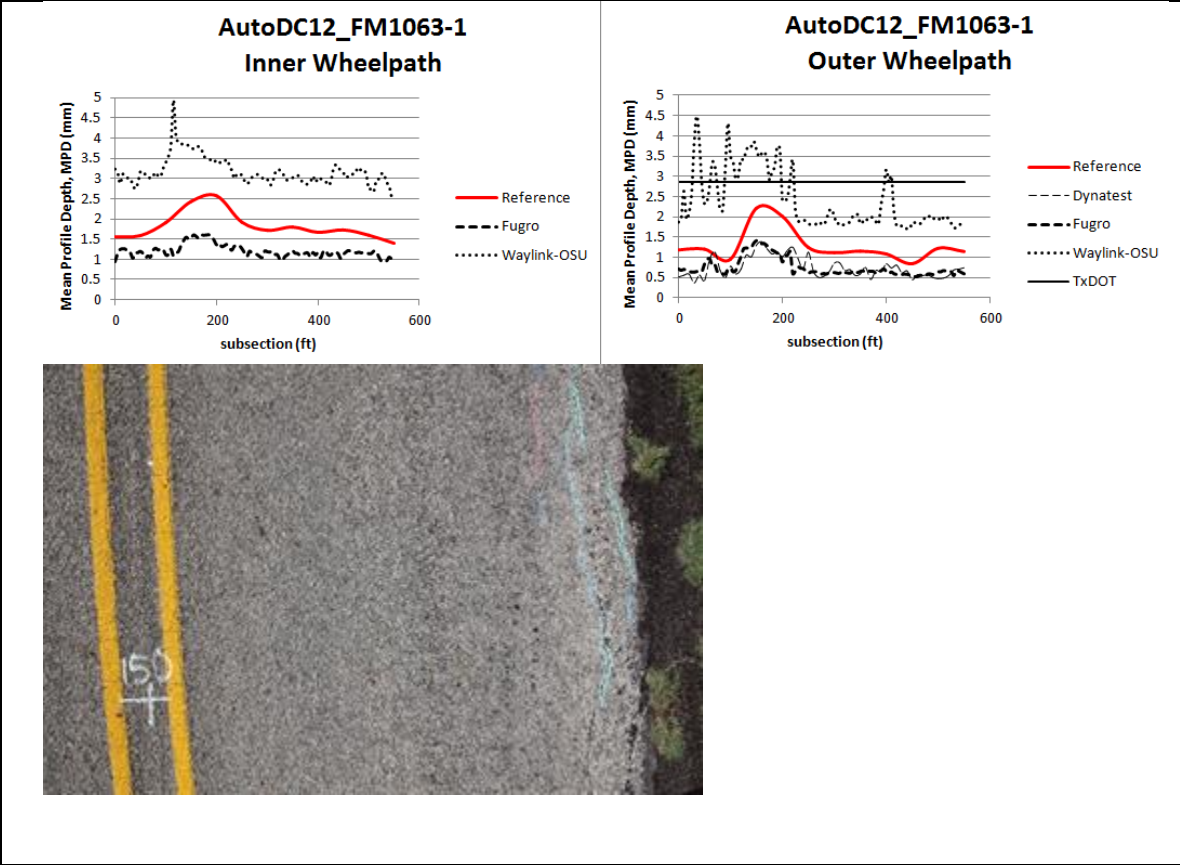 AutoDC12_FM1063-1
Inner Wheelpath
Mean Profile Depth, MPD (mm)
5
4.5
4
3.5
3
2.5
2
1.5
1
0.5
0
0 200 400 600
subsection (ft)
Reference
Fugro
Waylink-OSU
AutoDC12_FM1063-1
Outer Wheelpath
Mean Profile Depth, MPD (mm)
5
4.5
4
3.5
3
2.5
2
1.5
1
0.5
0
0 200 400 600
subsection (ft)
Reference
Dynatest
Fugro
Waylink-OSU
TxDOT
150